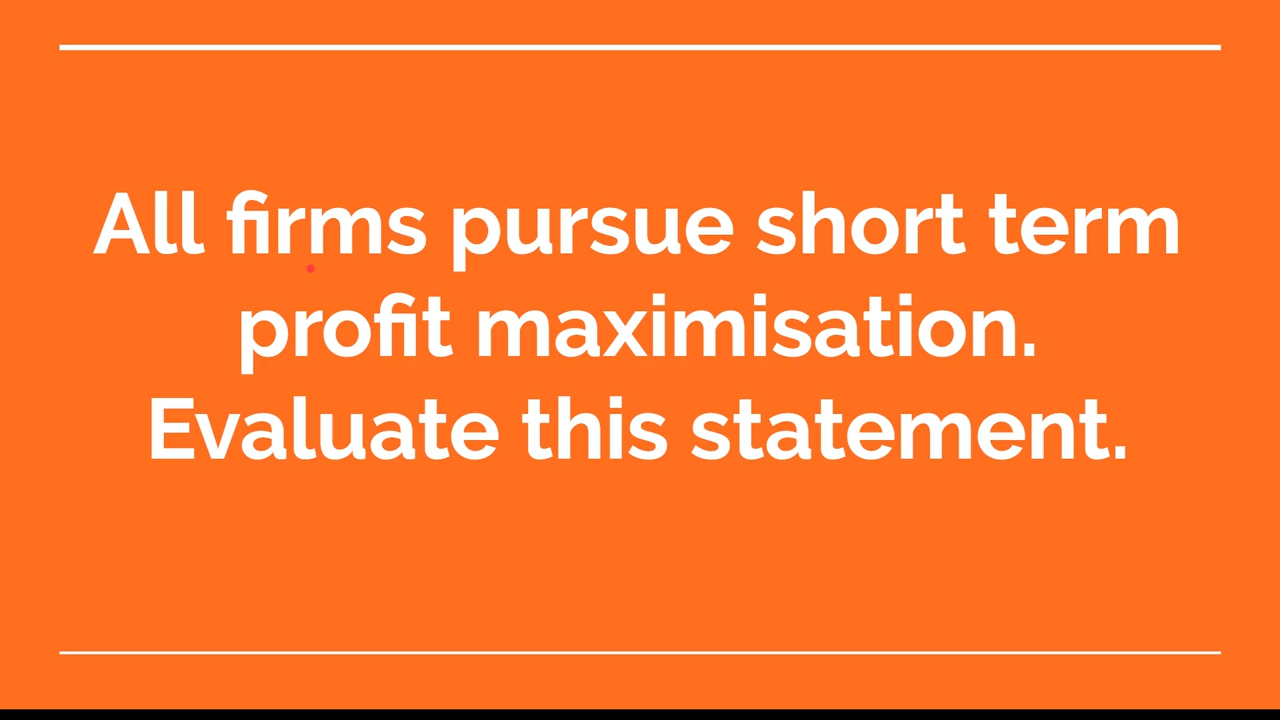 All firms pursue short term
profit maximisation.
Evaluate this statement.